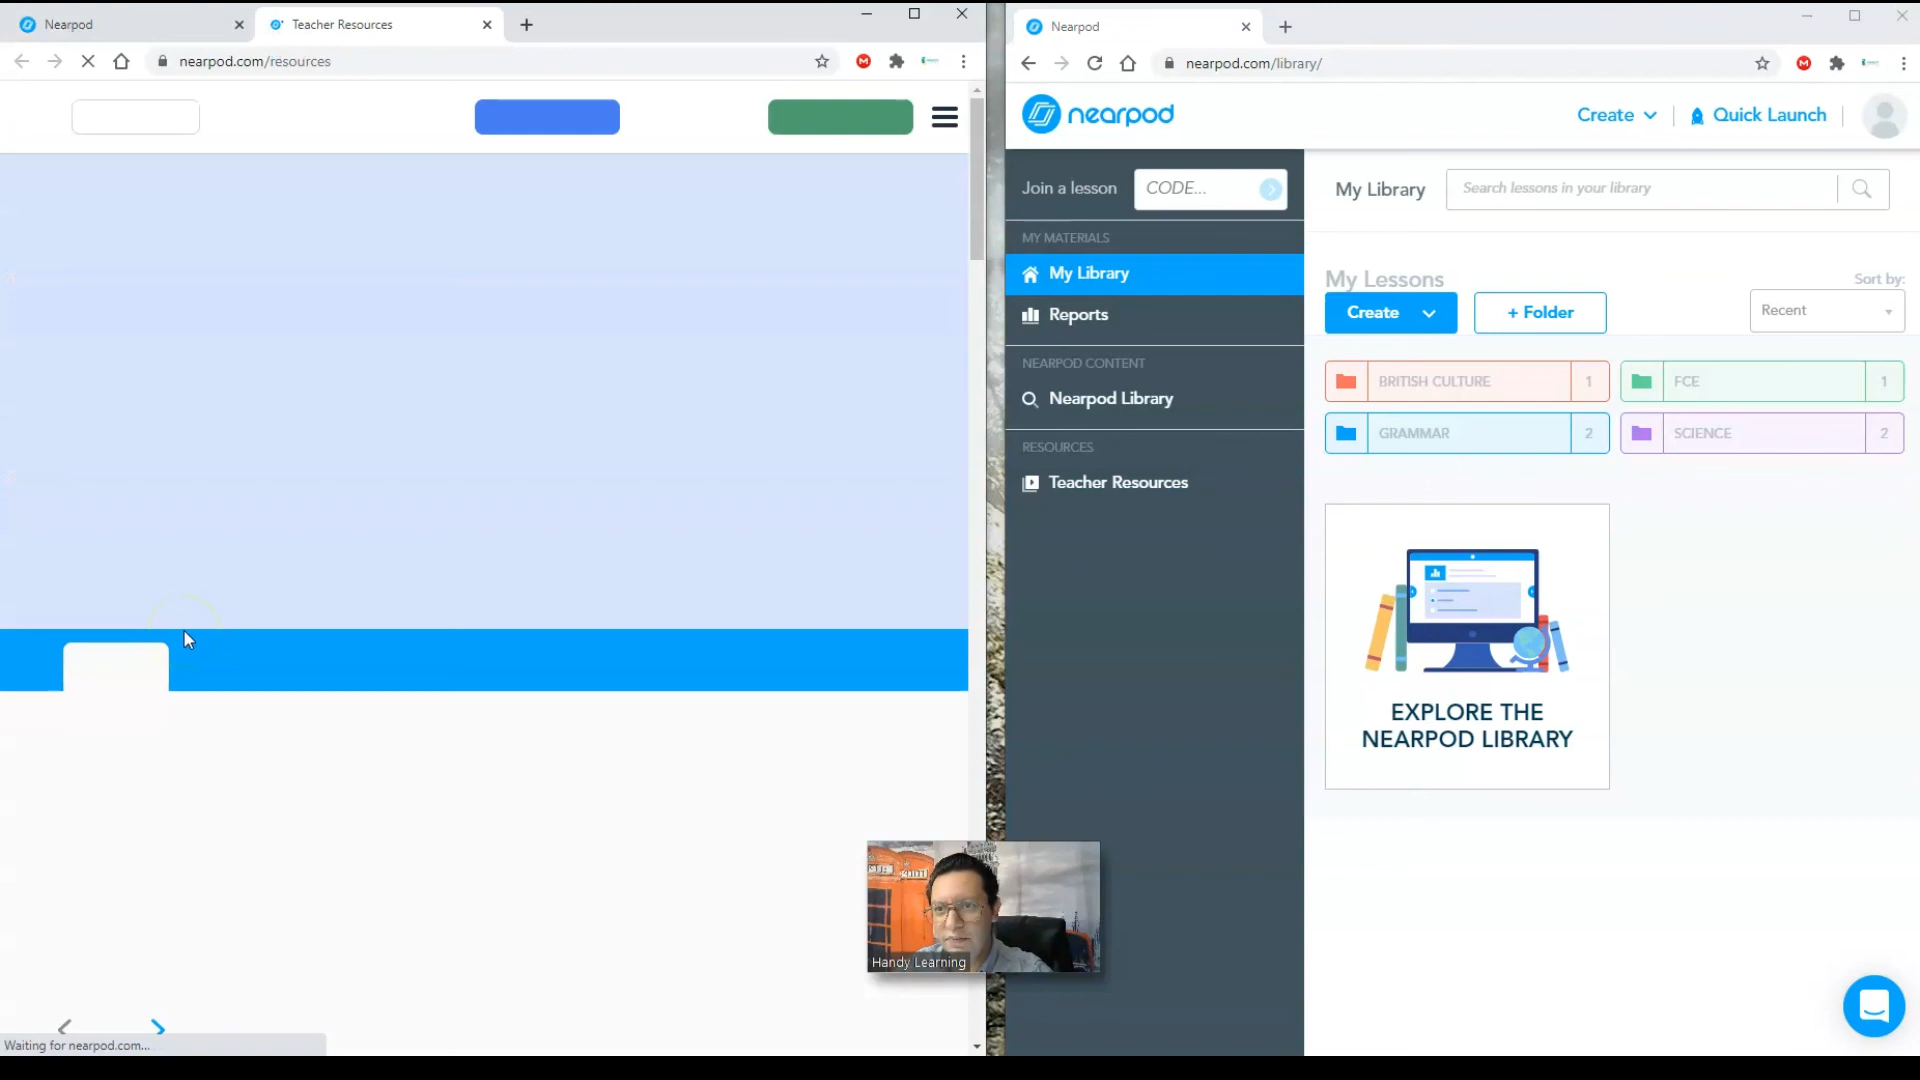 Nearpod
Teacher Resources
nearpod.com/resources
Waiting for nearpod.com...
Nearpod
nearpod.com/library/
nearpod
Create
Quick Launch
Join a lesson
CODE...
My Library
Search lessons in your library
MY MATERIALS
My Library
Reports
NEARPOD CONTENT
Nearpod Library
RESOURCES
Teacher Resources
My Lessons
Sort by:
Create
+ Folder
Recent
BRITISH CULTURE 1
FCE 1
GRAMMAR 2
SCIENCE 2
EXPLORE THE
NEARPOD LIBRARY
Handy Learning